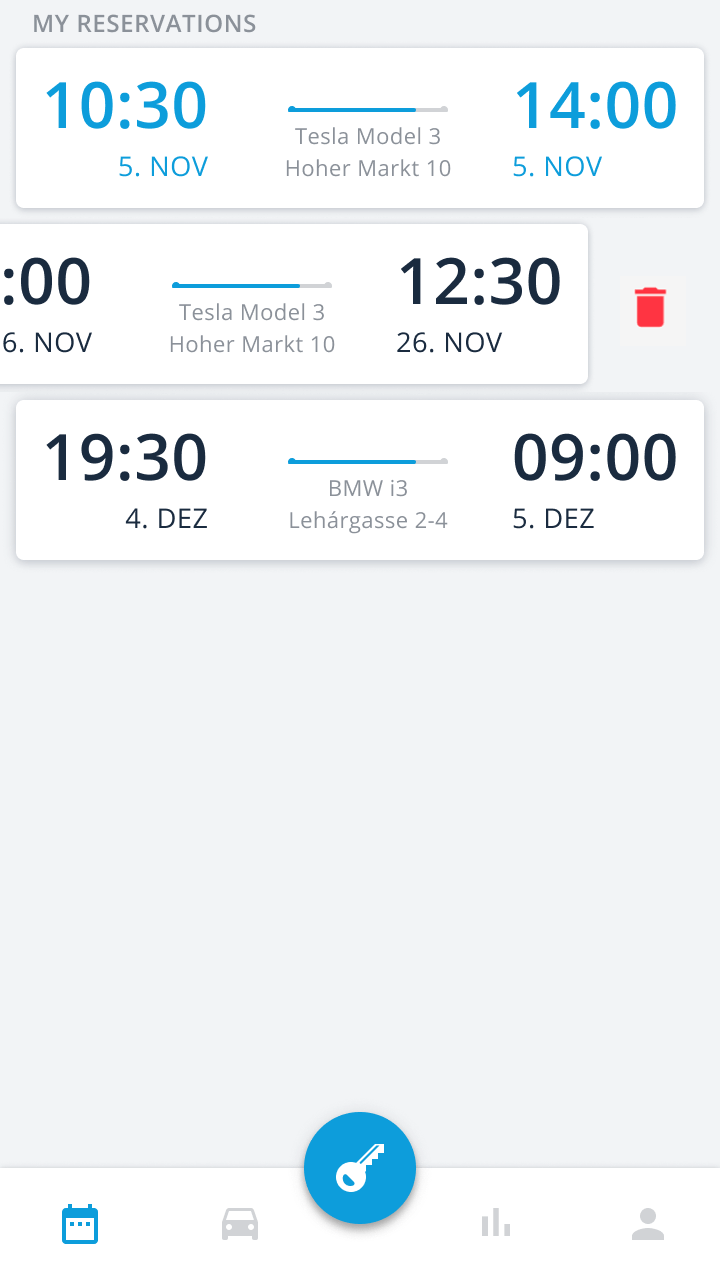 MY RESERVATIONS
10:30 14:00
5. NOV 5. NOV
Tesla Model 3
Hoher Markt 10
:00 12:30
6. NOV 26. NOV
Tesla Model 3
Hoher Markt 10
19:30 09:00
4. DEZ 5. DEZ
BMW i3
Lehárgasse 2-4